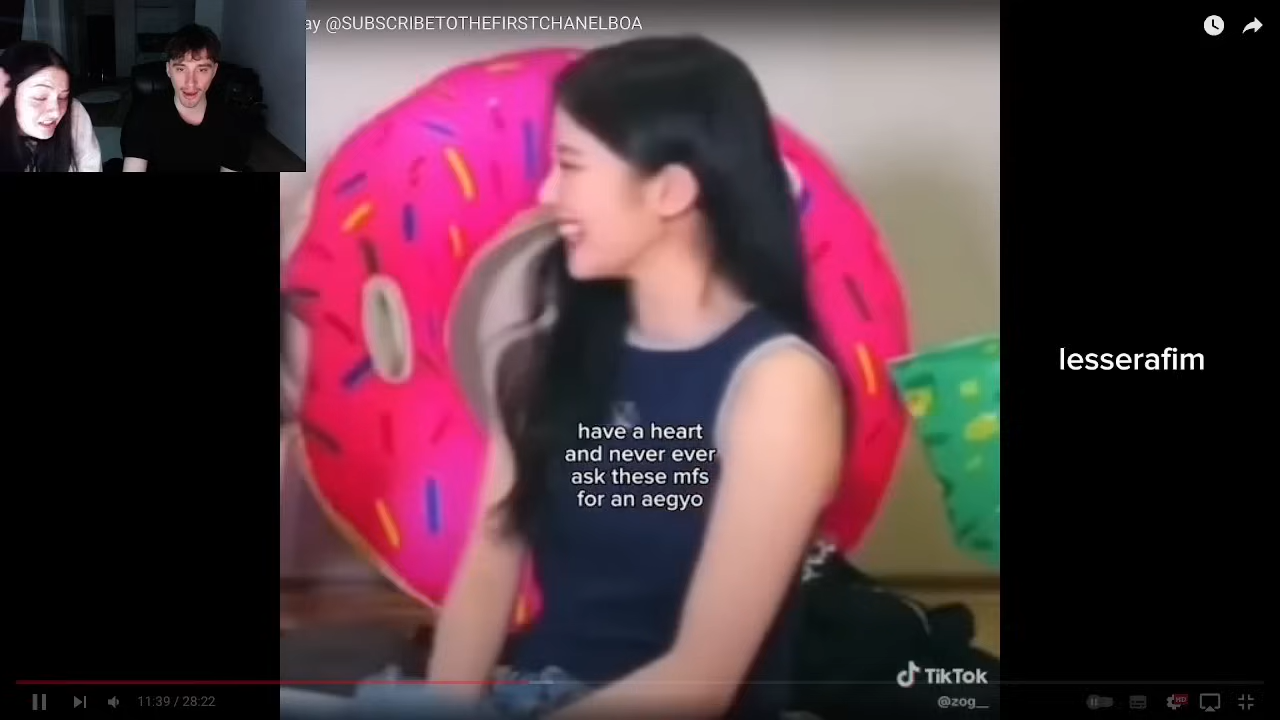 ay @SUBSCRIBETOTHEFIRSTCHANELBOA
lesserafim
have a heart
and never ever
ask these mfs
for an aegyo
TikTok
@zog__
11:39 / 28:22
HD